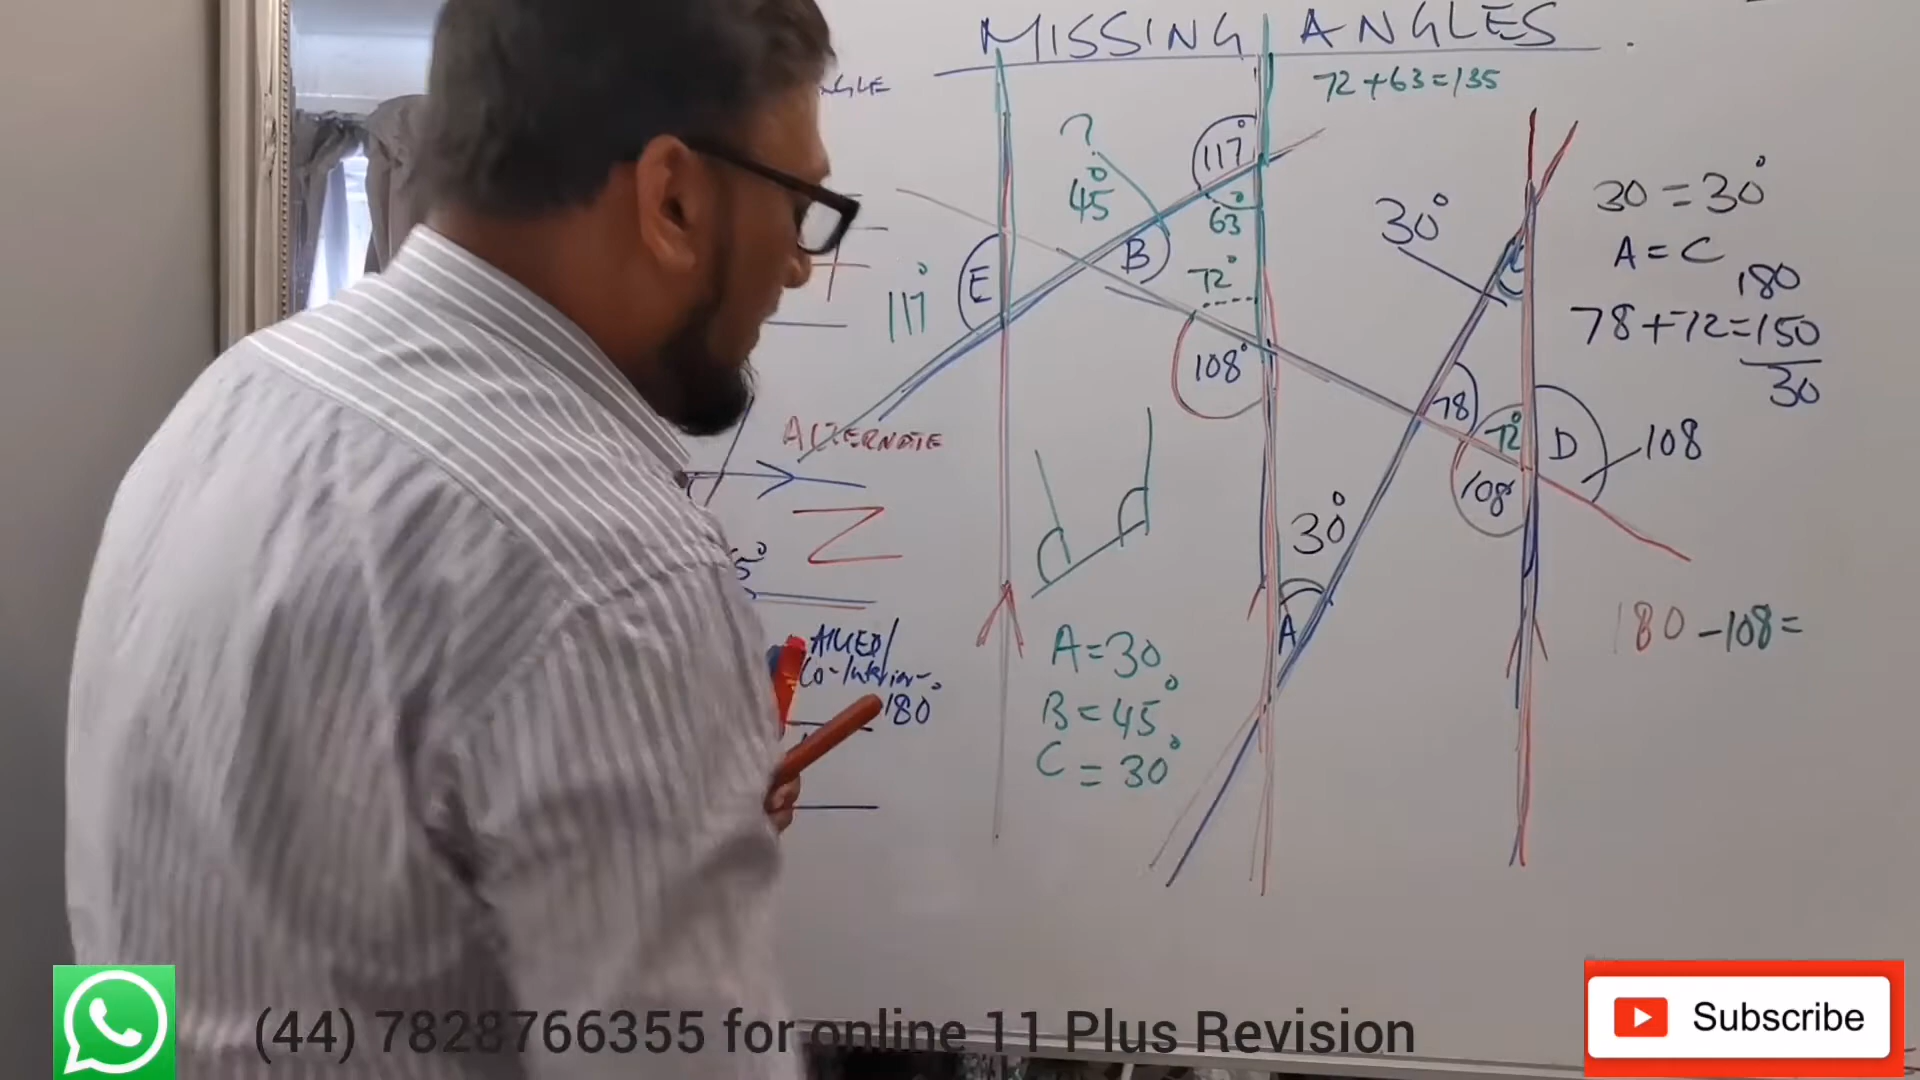 MISSING ANGLES
NGLE
72+63=135
?
45°
117°
63°
B
72°
E
117°
108°
30°
C
30=30°
A=C
180
78+72=150
30
78
72°
D
108
108°
ALTERNATE
Z
5°
30°
A
ALLIED/
Co-Interior-
180°
A=30°
B=45°
C=30°
180-108=
(44) 7828766355 for online 11 Plus Revision
Subscribe